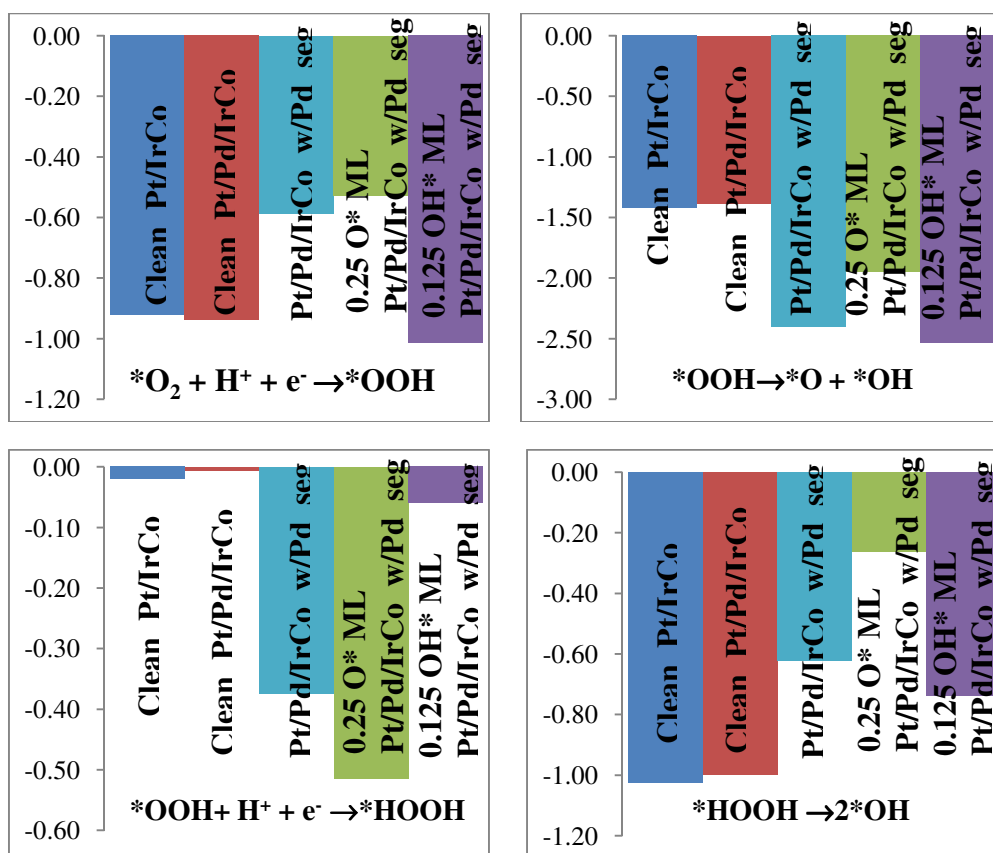 0.00
-0.20
-0.40
-0.60
-0.80
-1.00
-1.20
Clean Pt/IrCo
Clean Pt/Pd/IrCo
Pt/Pd/IrCo w/Pd seg
0.25 O* ML
Pt/Pd/IrCo w/Pd seg
0.125 OH* ML
Pt/Pd/IrCo w/Pd seg
*O₂ + H⁺ + e⁻ →*OOH
0.00
-0.50
-1.00
-1.50
-2.00
-2.50
-3.00
Clean Pt/IrCo
Clean Pt/Pd/IrCo
Pt/Pd/IrCo w/Pd seg
0.25 O* ML
Pt/Pd/IrCo w/Pd seg
0.125 OH* ML
Pt/Pd/IrCo w/Pd seg
*OOH→*O + *OH
0.00
-0.10
-0.20
-0.30
-0.40
-0.50
-0.60
Clean Pt/IrCo
Clean Pt/Pd/IrCo
Pt/Pd/IrCo w/Pd seg
0.25 O* ML
Pt/Pd/IrCo w/Pd seg
0.125 OH* ML
Pt/Pd/IrCo w/Pd seg
*OOH+ H⁺ + e⁻ →*HOOH
0.00
-0.20
-0.40
-0.60
-0.80
-1.00
-1.20
Clean Pt/IrCo
Clean Pt/Pd/IrCo
Pt/Pd/IrCo w/Pd seg
0.25 O* ML
Pt/Pd/IrCo w/Pd seg
0.125 OH* ML
Pt/Pd/IrCo w/Pd seg
*HOOH →2*OH